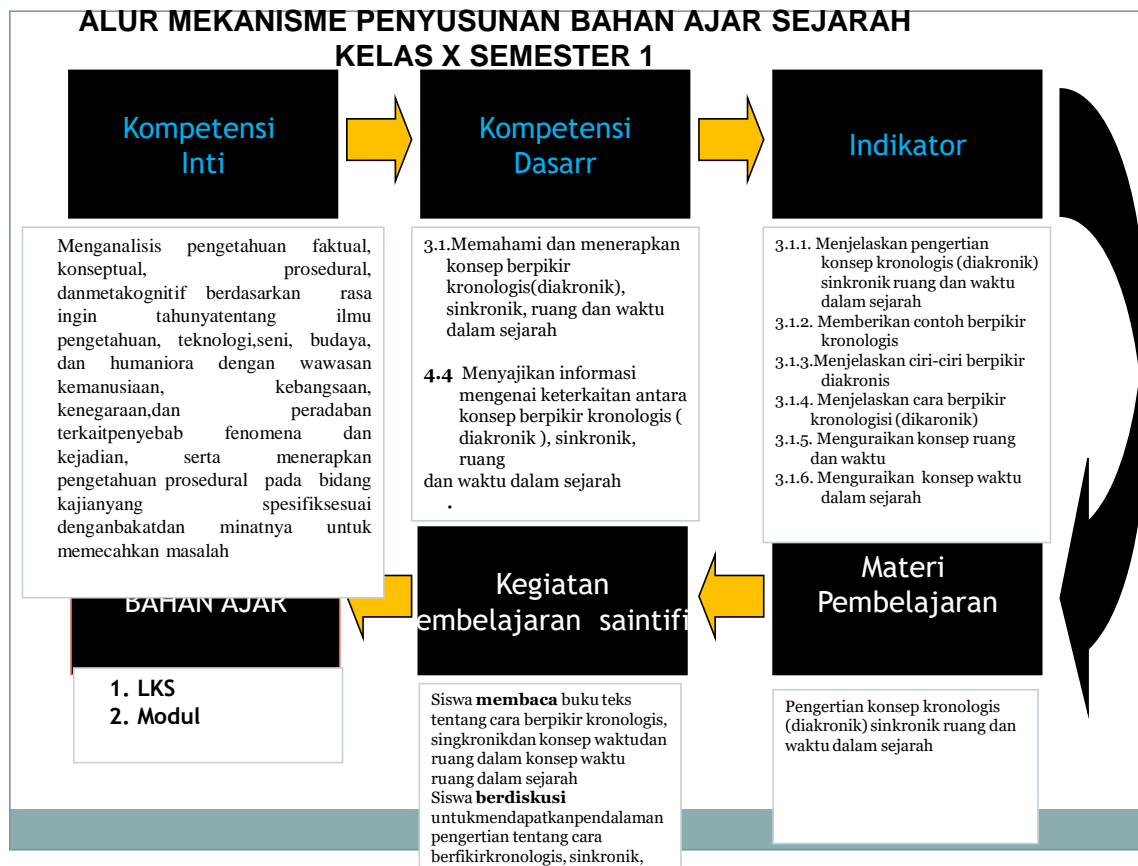 ALUR MEKANISME PENYUSUNAN BAHAN AJAR SEJARAH
KELAS X SEMESTER 1
Kompetensi
Inti
Kompetensi
Dasarr
Indikator
Menganalisis pengetahuan faktual,
konseptual, prosedural,
danmetakognitif berdasarkan rasa
ingin tahunyatentang ilmu
pengetahuan, teknologi,seni, budaya,
dan humaniora dengan wawasan
kemanusiaan, kebangsaan,
kenegaraan,dan peradaban
terkaitpenyebab fenomena dan
kejadian, serta menerapkan
pengetahuan prosedural pada bidang
kajianyang spesifiksesuai
denganbakatdan minatnya untuk
memecahkan masalah
3.1.Memahami dan menerapkan
konsep berpikir
kronologis(diakronik),
sinkronik, ruang dan waktu
dalam sejarah
4.4 Menyajikan informasi
mengenai keterkaitan antara
konsep berpikir kronologis (
diakronik ), sinkronik,
ruang
dan waktu dalam sejarah
.
3.1.1. Menjelaskan pengertian
konsep kronologis (diakronik)
sinkronik ruang dan waktu
dalam sejarah
3.1.2. Memberikan contoh berpikir
kronologis
3.1.3.Menjelaskan ciri-ciri berpikir
diakronis
3.1.4. Menjelaskan cara berpikir
kronologisi (dikaronik)
3.1.5. Menguraikan konsep ruang
dan waktu
3.1.6. Menguraikan konsep waktu
dalam sejarah
BAHAN AJAR
Kegiatan
embelajaran saintifi
Materi
Pembelajaran
1. LKS
2. Modul
Siswa membaca buku teks
tentang cara berpikir kronologis,
singkronikdan konsep waktudan
ruang dalam konsep waktu
ruang dalam sejarah
Siswa berdiskusi
untukmendapatkanpendalaman
pengertian tentang cara
berfikirkronologis, sinkronik,
Pengertian konsep kronologis
(diakronik) sinkronik ruang dan
waktu dalam sejarah